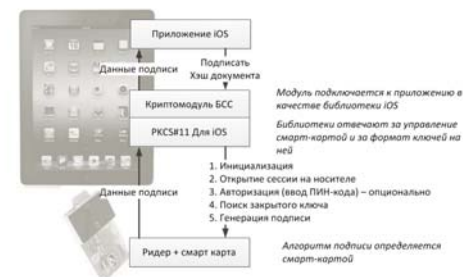 Приложение iOS
Данные подписи
Подписать
Хэш документа
Криптомодуль БСС
Модуль подключается к приложению в
качестве библиотеки iOS
PKCS#11 Для iOS
Библиотеки отвечают за управление
смарт-картой и за формат ключей на
ней
1. Инициализация
2. Открытие сессии на носителе
3. Авторизация (ввод ПИН-кода) – опционально
4. Поиск закрытого ключа
5. Генерация подписи
Данные подписи
Ридер + смарт карта
Алгоритм подписи определяется
смарт-картой